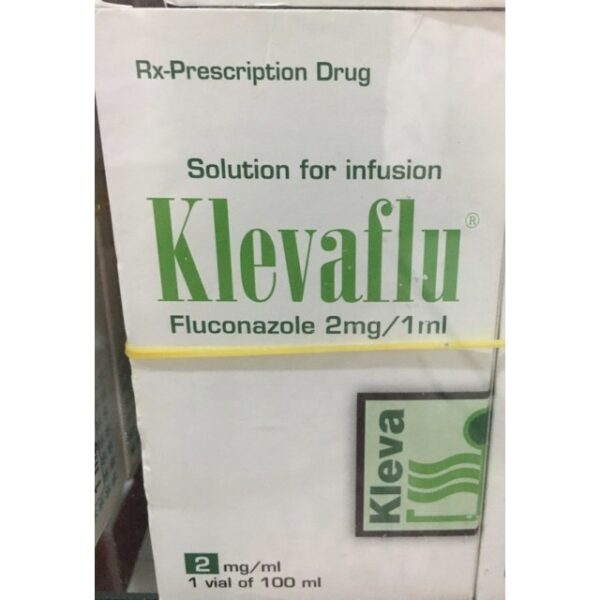 Rx-Prescription Drug
Solution for infusion
Klevaflu®
Fluconazole 2mg/1ml
Kleva
2 mg/ml
1 vial of 100 ml